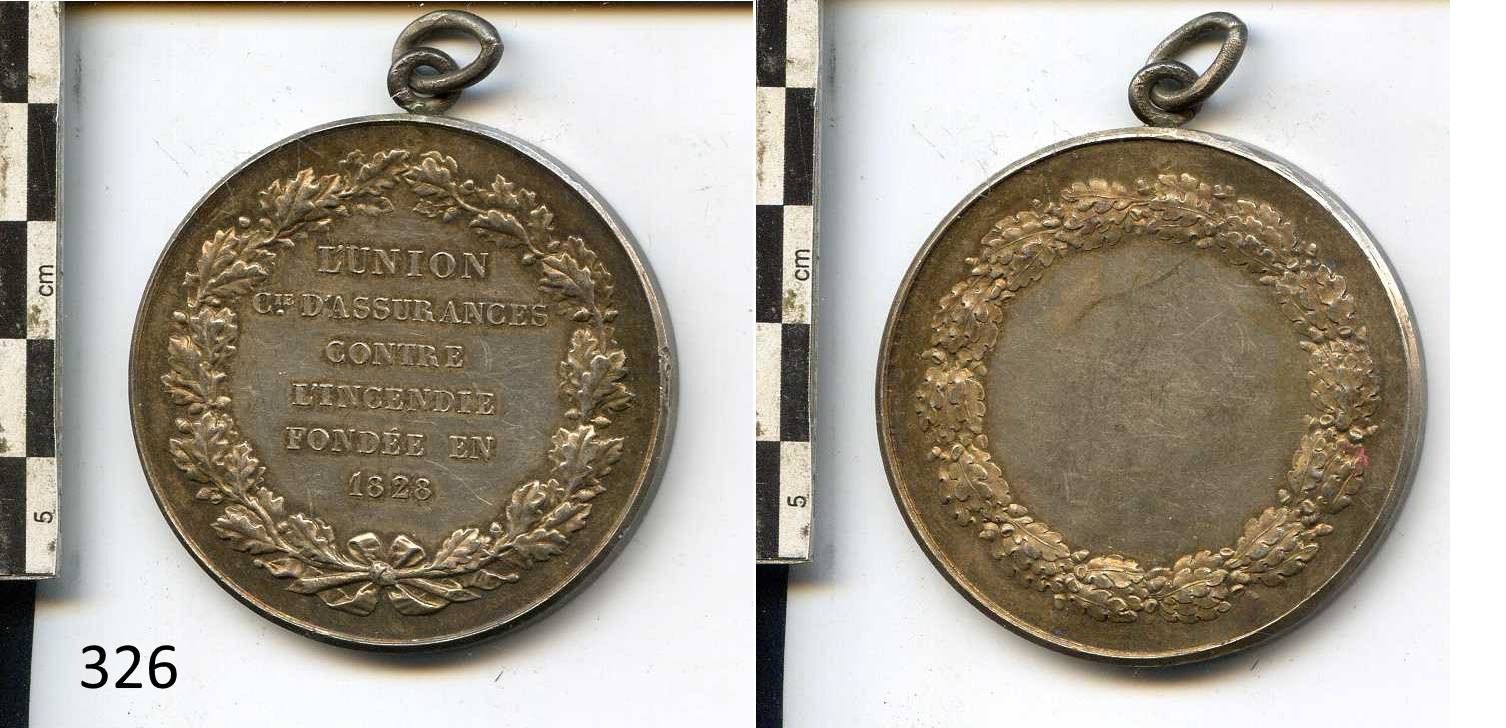 L'UNION
CIE D'ASSURANCES
CONTRE
L'INCENDIE
FONDÉE EN
1828
326
cm
5
cm
5